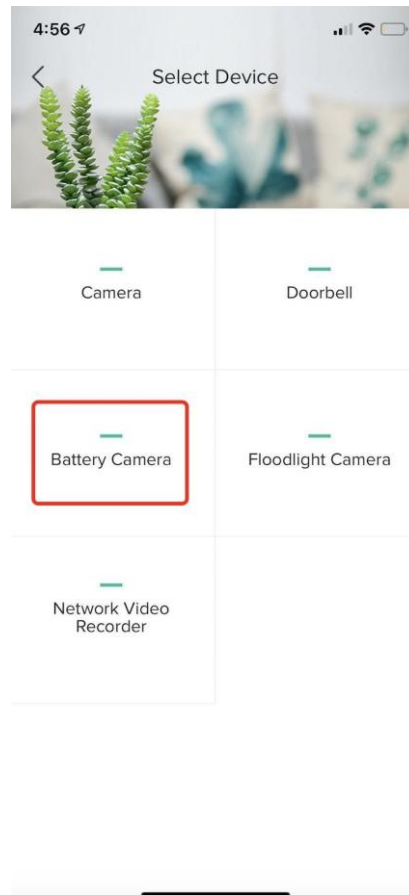 4:56
Select Device
Camera
Doorbell
Battery Camera
Floodlight Camera
Network Video
Recorder